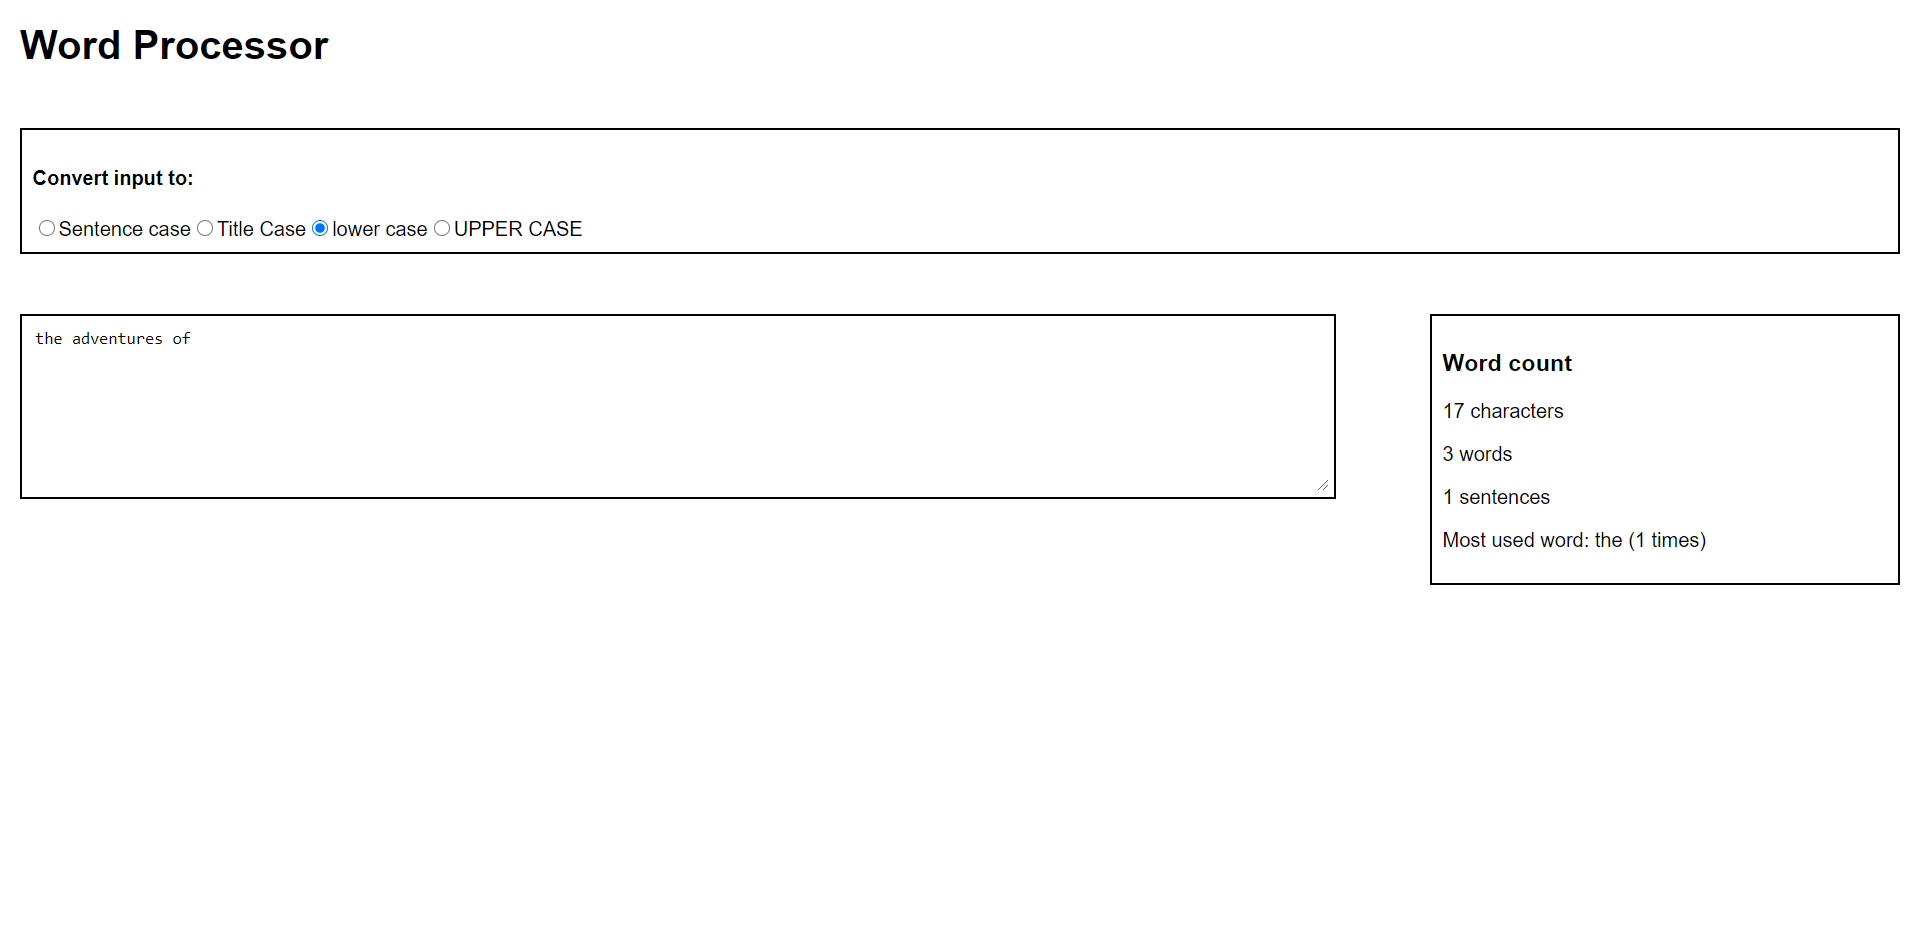 Word Processor
Convert input to:
Sentence case Title Case lower case UPPER CASE
the adventures of
Word count
17 characters
3 words
1 sentences
Most used word: the (1 times)